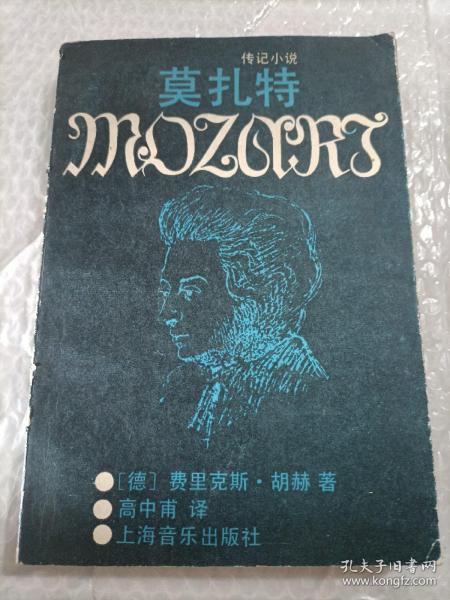 传记小说
莫扎特
MOZART
[德] 费里克斯·胡赫 著
高中甫 译
上海音乐出版社
孔夫子旧书网
www.kongfz.com